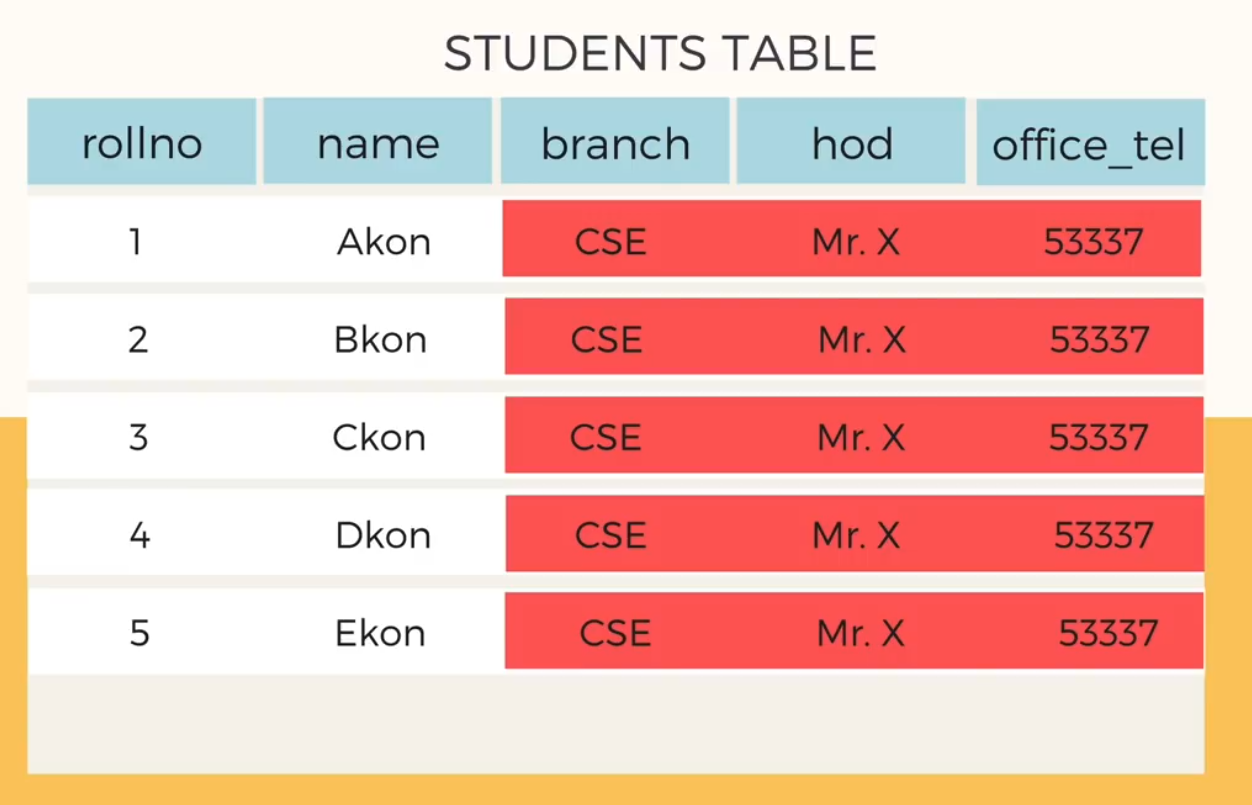 STUDENTS TABLE
rollno name branch hod office_tel
1 Akon CSE Mr. X 53337
2 Bkon CSE Mr. X 53337
3 Ckon CSE Mr. X 53337
4 Dkon CSE Mr. X 53337
5 Ekon CSE Mr. X 53337